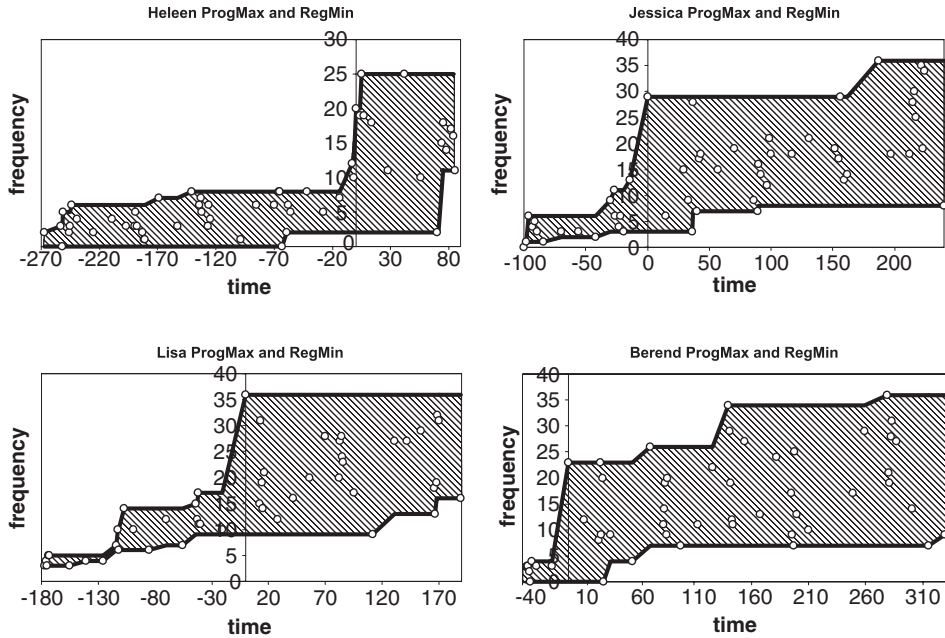 Heleen ProgMax and RegMin
frequency
30
25
20
15
10
5
0
-270 -220 -170 -120 -70 -20 30 80
time
Jessica ProgMax and RegMin
frequency
40
35
30
25
20
15
10
5
0
-100 -50 0 50 100 150 200
time
Lisa ProgMax and RegMin
frequency
40
35
30
25
20
15
10
5
0
-180 -130 -80 -30 20 70 120 170
time
Berend ProgMax and RegMin
frequency
40
35
30
25
20
15
10
5
0
-40 10 60 110 160 210 260 310
time